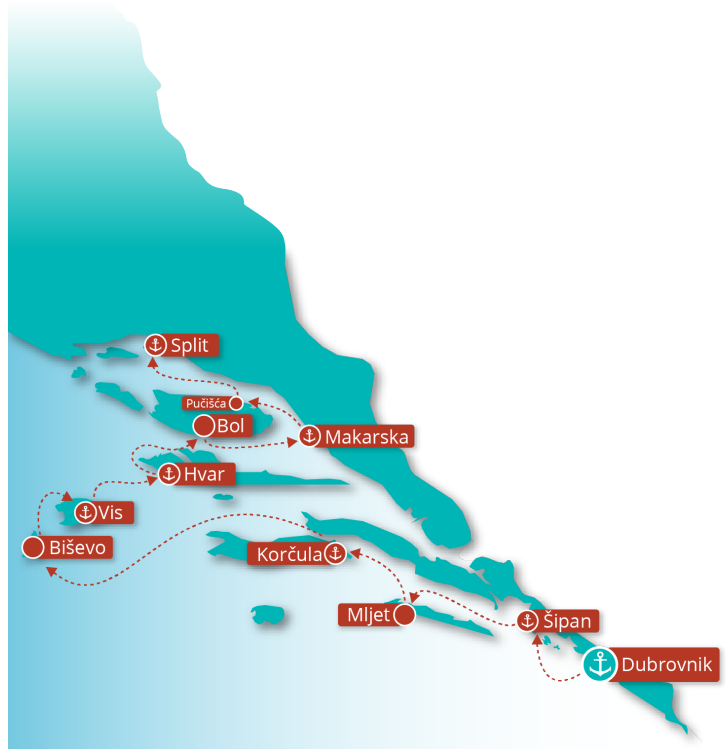 Split
Pučišća
Bol
Makarska
Hvar
Vis
Biševo
Korčula
Mljet
Šipan
Dubrovnik